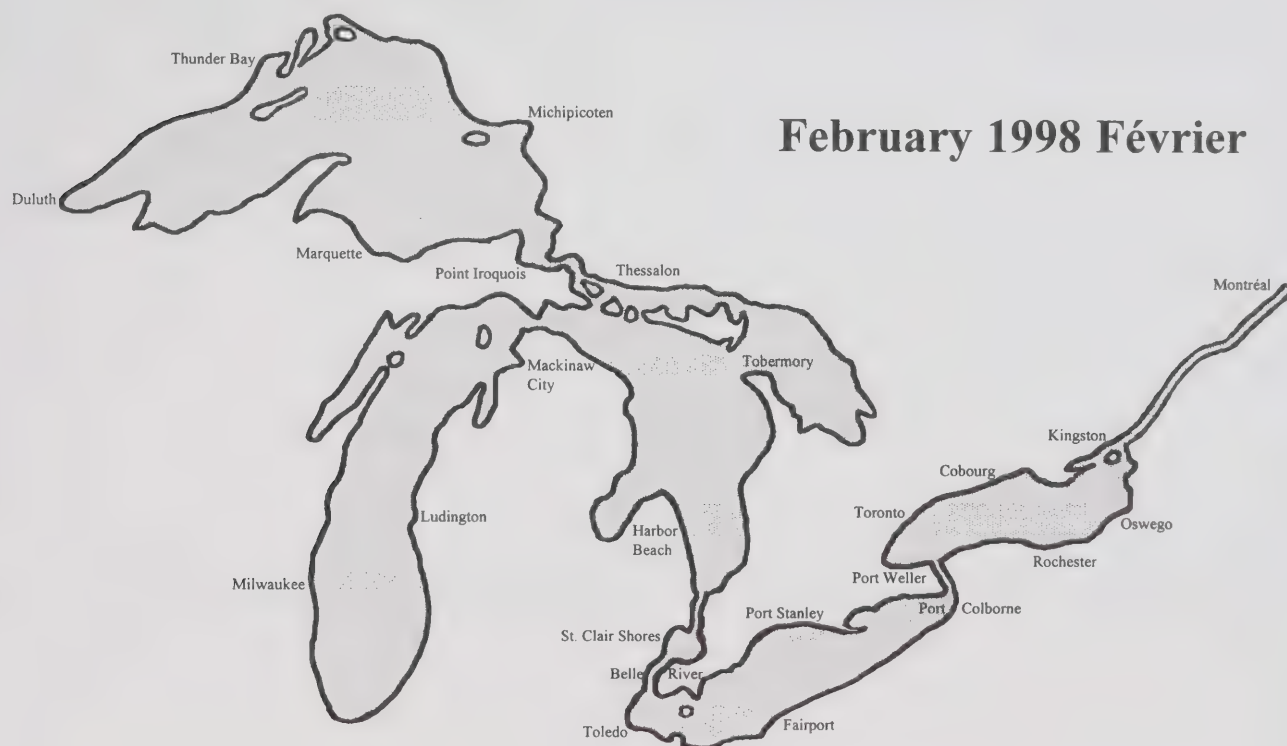 Thunder Bay
Michipicoten
February 1998 Février
Duluth
Marquette
Point Iroquois
Thessalon
Montréal
Mackinaw
City
Tobermory
Kingston
Cobourg
Ludington
Toronto
Harbor
Beach
Oswego
Rochester
Milwaukee
Port Weller
Port Stanley
Port Colborne
St. Clair Shores
Belle River
Toledo
Fairport